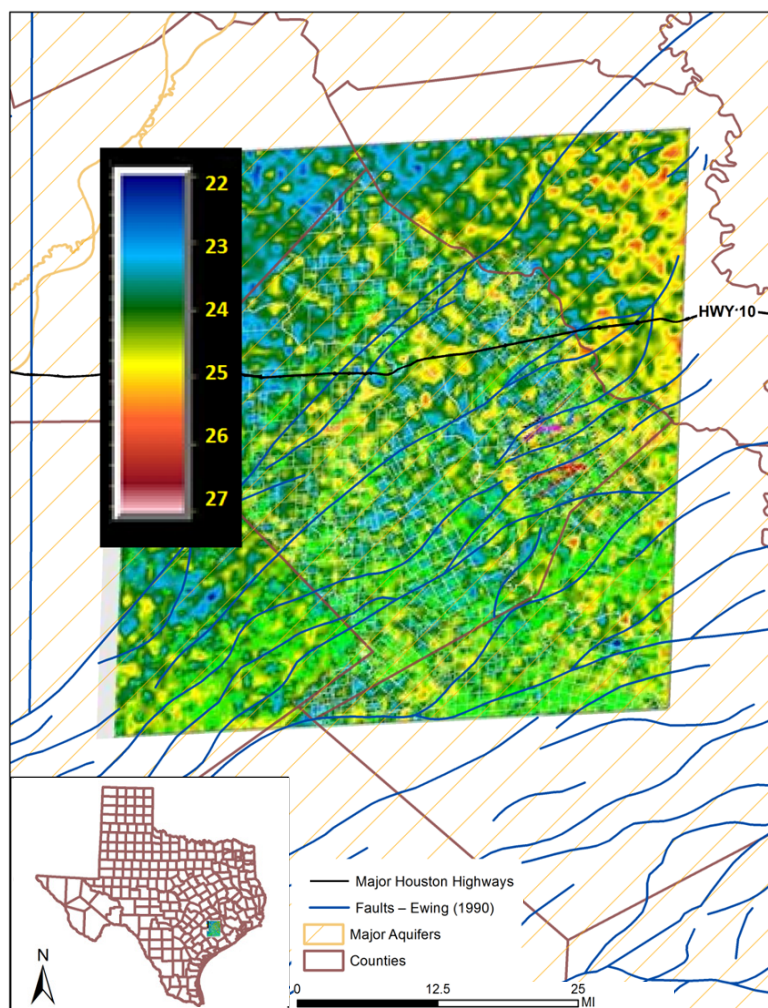 22
23
24
25
26
27
HWY 10
Major Houston Highways
Faults – Ewing (1990)
Major Aquifers
Counties
N
0 12.5 25
MI